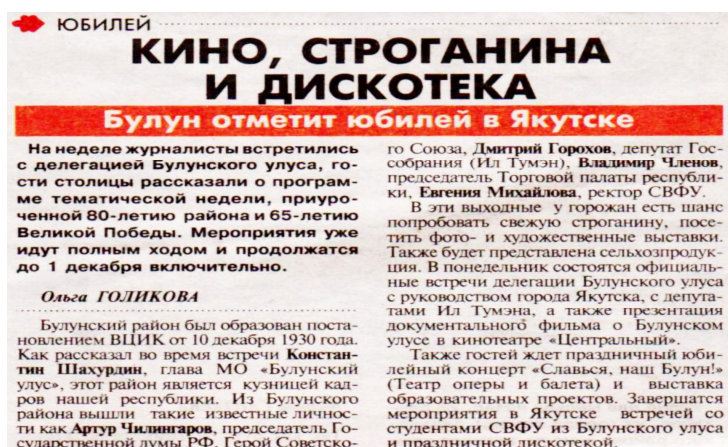 ЮБИЛЕЙ
КИНО, СТРОГАНИНА
И ДИСКОТЕКА
Булун отметит юбилей в Якутске
На неделе журналисты встретились
с делегацией Булунского улуса, го-
сти столицы рассказали о програм-
ме тематической недели, приуро-
ченной 80-летию района и 65-летию
Великой Победы. Мероприятия уже
идут полным ходом и продолжатся
до 1 декабря включительно.
Ольга ГОЛИКОВА
Булунский район был образован поста-
новлением ВЦИК от 10 декабря 1930 года.
Как рассказал во время встречи Констан-
тин Шахурдин, глава МО «Булунский
улус», этот район является кузницей кад-
ров нашей республики. Из Булунского
района вышли такие известные личнос-
ти как Артур Чилингаров, председатель Го-
сударственной думы РФ, Герой Советско-
го Союза, Дмитрий Горохов, депутат Гос-
собрания (Ил Тумэн), Владимир Членов,
председатель Торговой палаты республи-
ки, Евгения Михайлова, ректор СВФУ.
В эти выходные у горожан есть шанс
попробовать свежую строганину, посе-
тить фото- и художественные выставки.
Также будет представлена сельхозпродук-
ция. В понедельник состоятся официаль-
ные встречи делегации Булунского улуса
с руководством города Якутска, с депута-
тами Ил Тумэна, а также презентация
документального фильма о Булунском
улусе в кинотеатре «Центральный».
Также гостей ждет праздничный юби-
лейный концерт «Славься, наш Булун!»
(Театр оперы и балета) и выставка
образовательных проектов. Завершатся
мероприятия в Якутске встречей со
студентами СВФУ из Булунского улуса
и праздничной дискотекой.